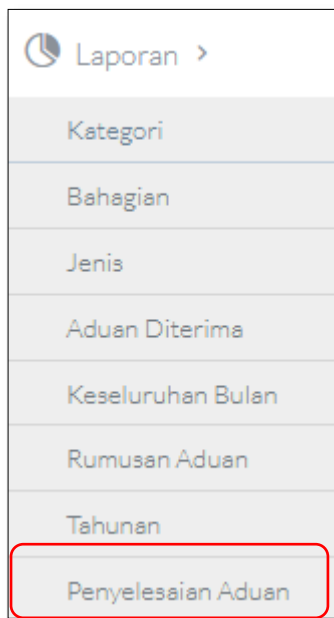 Laporan >
Kategori
Bahagian
Jenis
Aduan Diterima
Keseluruhan Bulan
Rumusan Aduan
Tahunan
Penyelesaian Aduan